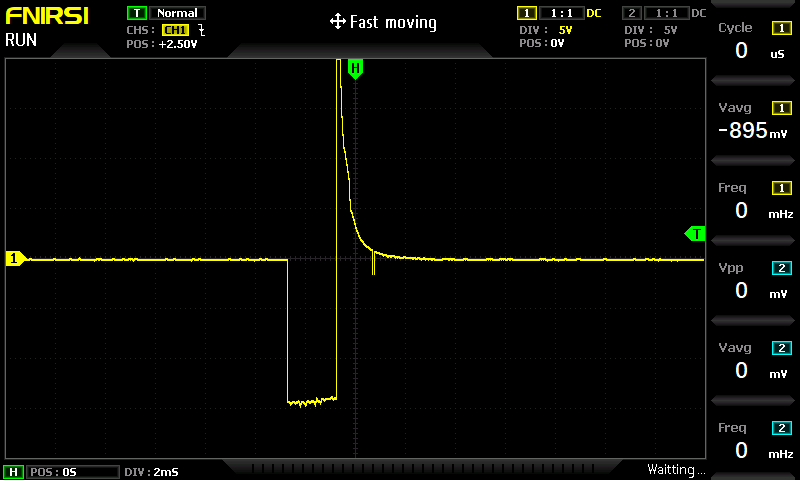 FNIRSI
RUN
T Normal
CHS: CH1
POS: +2.50V
Fast moving
1 1:1 DC
DIV: 5V
POS: 0V
2 1:1 DC
DIV: 5V
POS: 0V
H
T
1
Cycle 1
0 uS
Vavg 1
-895 mV
Freq 1
0 mHz
Vpp 2
0 mV
Vavg 2
0 mV
Freq 2
0 mHz
H POS: 0S DIV: 2mS
Waitting...